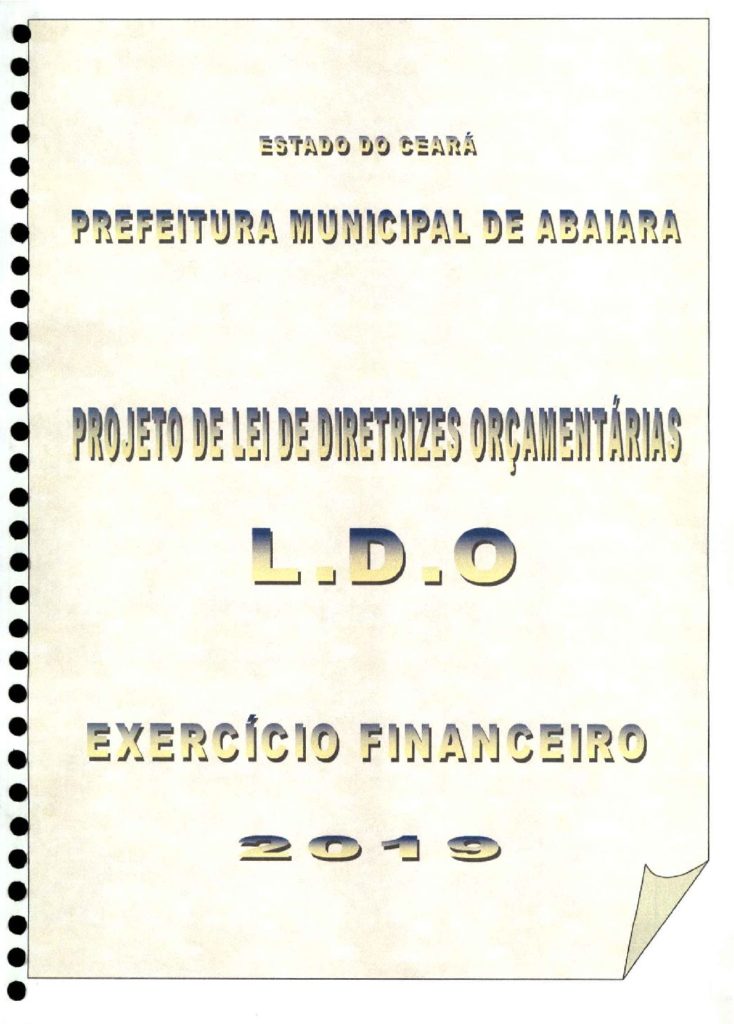 ESTADO DO CEARÁ
PREFEITURA MUNICIPAL DE ABAIARA
PROJETO DE LEI DE DIRETRIZES ORÇAMENTÁRIAS
L.D.O
EXERCÍCIO FINANCEIRO
2019